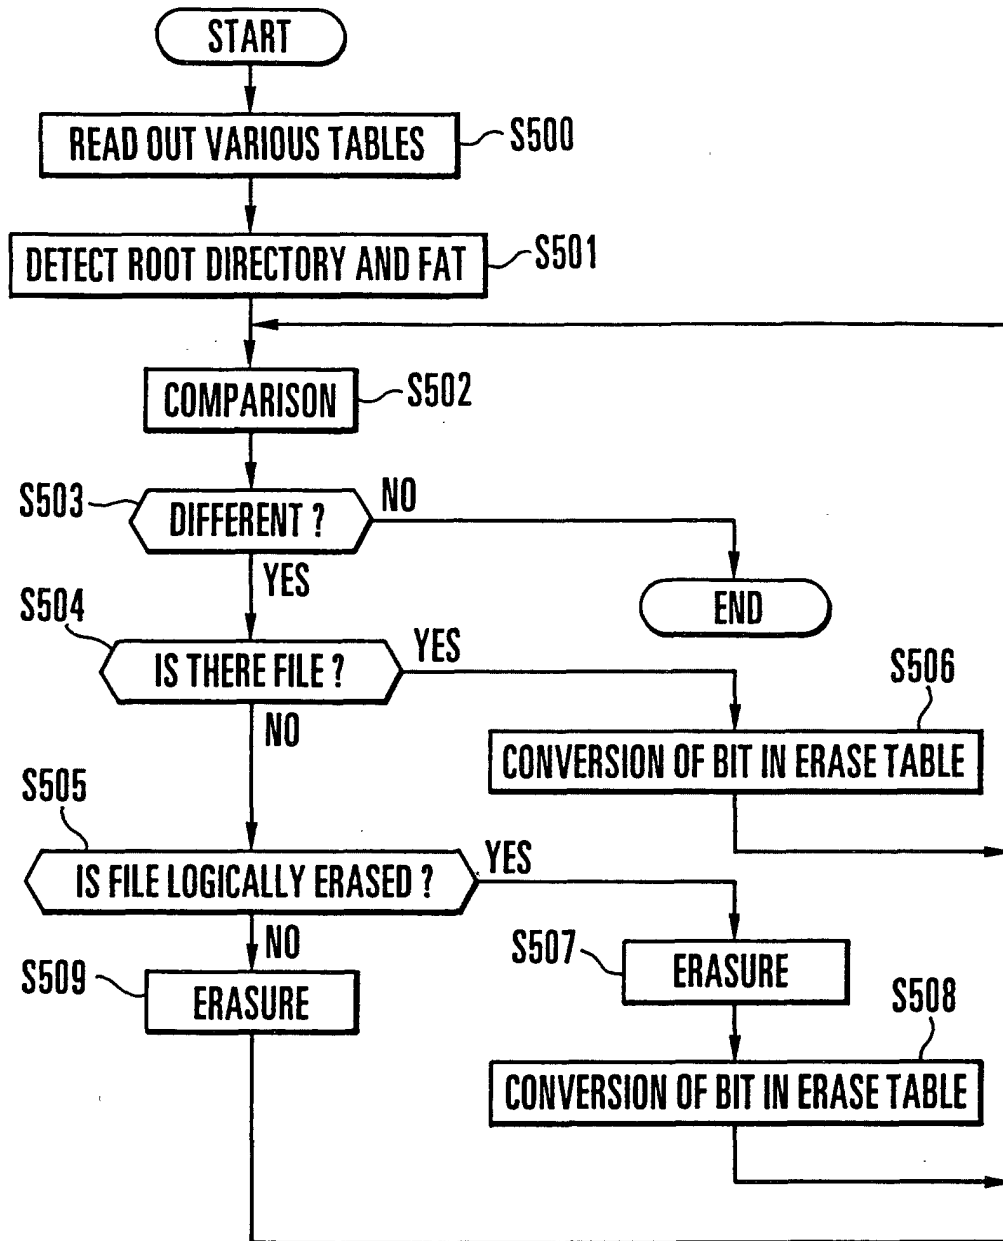 START
READ OUT VARIOUS TABLES
S500
DETECT ROOT DIRECTORY AND FAT
S501
COMPARISON
S502
S503
DIFFERENT ?
NO
YES
END
S504
IS THERE FILE ?
YES
NO
S506
CONVERSION OF BIT IN ERASE TABLE
S505
IS FILE LOGICALLY ERASED ?
YES
NO
S507
ERASURE
S509
ERASURE
S508
CONVERSION OF BIT IN ERASE TABLE